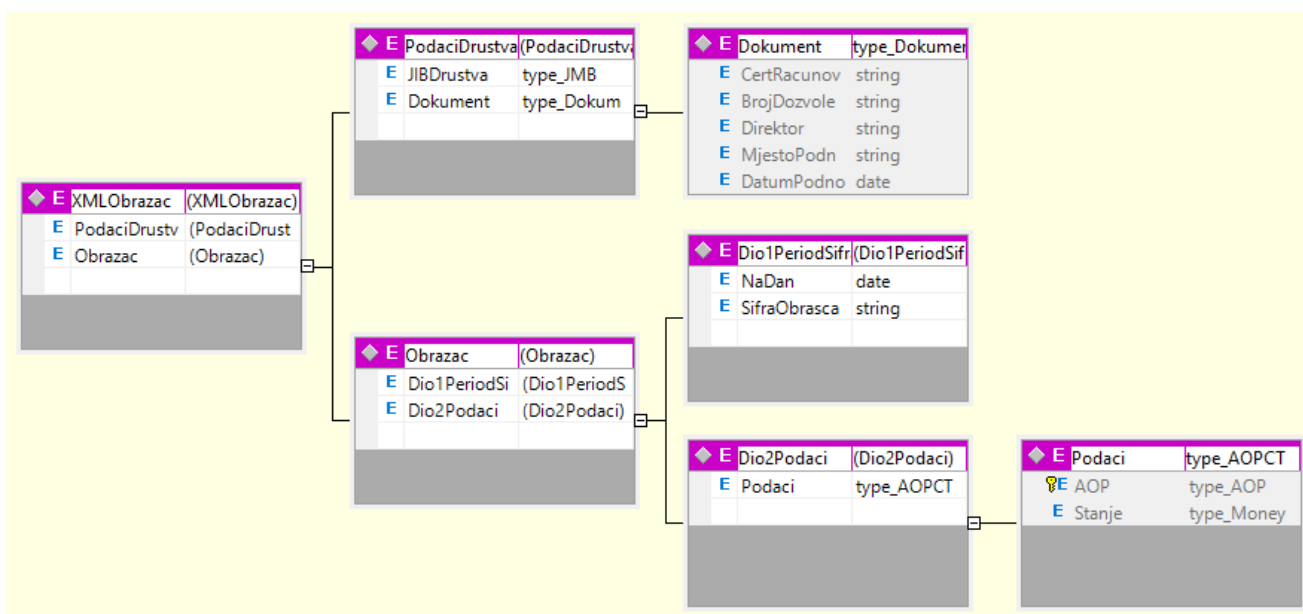 E PodaciDrustva (PodaciDrustva
E JIBDrustva type_JMB
E Dokument type_Dokum
E Dokument type_Dokumen
E CertRacunov string
E BrojDozvole string
E Direktor string
E MjestoPodn string
E DatumPodno date
E XMLObrazac (XMLObrazac)
E PodaciDrustv (PodaciDrust
E Obrazac (Obrazac)
E Dio1PeriodSifr (Dio1PeriodSif
E NaDan date
E SifraObrasca string
E Obrazac (Obrazac)
E Dio1PeriodSi (Dio1PeriodS
E Dio2Podaci (Dio2Podaci)
E Dio2Podaci (Dio2Podaci)
E Podaci type_AOPCT
E Podaci type_AOPCT
E AOP type_AOP
E Stanje type_Money